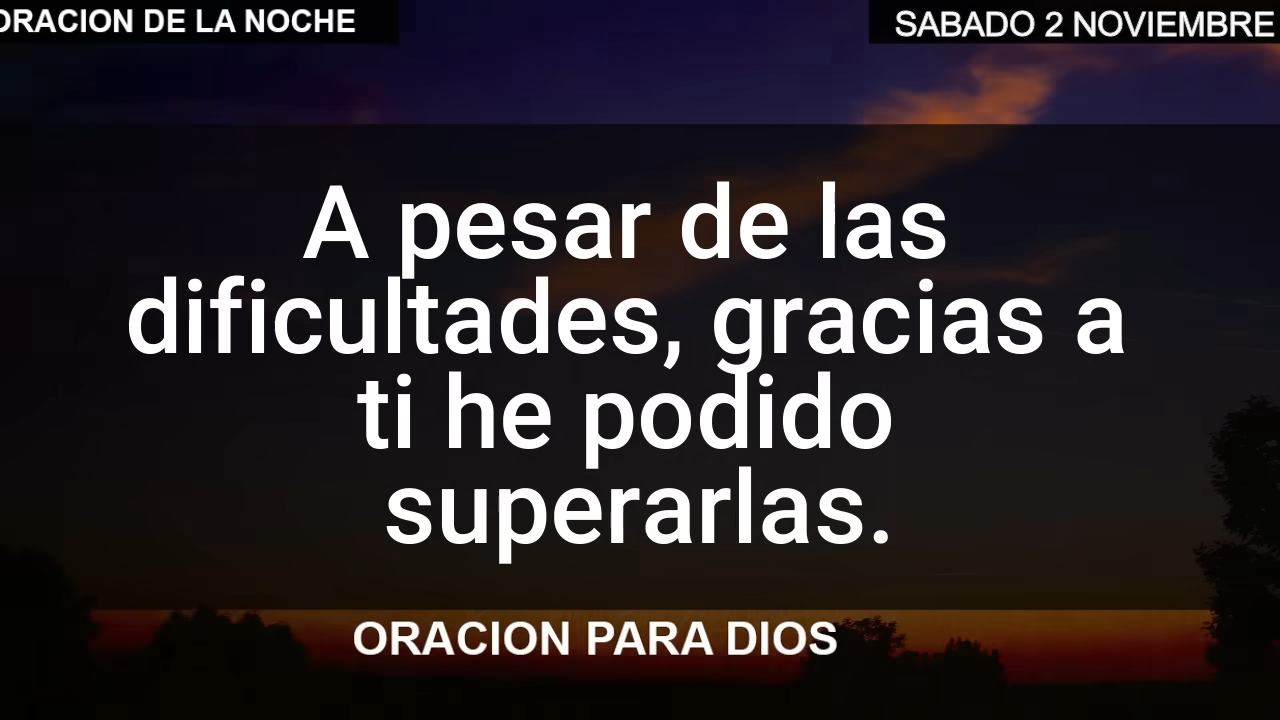 ORACION DE LA NOCHE
SABADO 2 NOVIEMBRE
A pesar de las
dificultades, gracias a
ti he podido
superarlas.
ORACION PARA DIOS